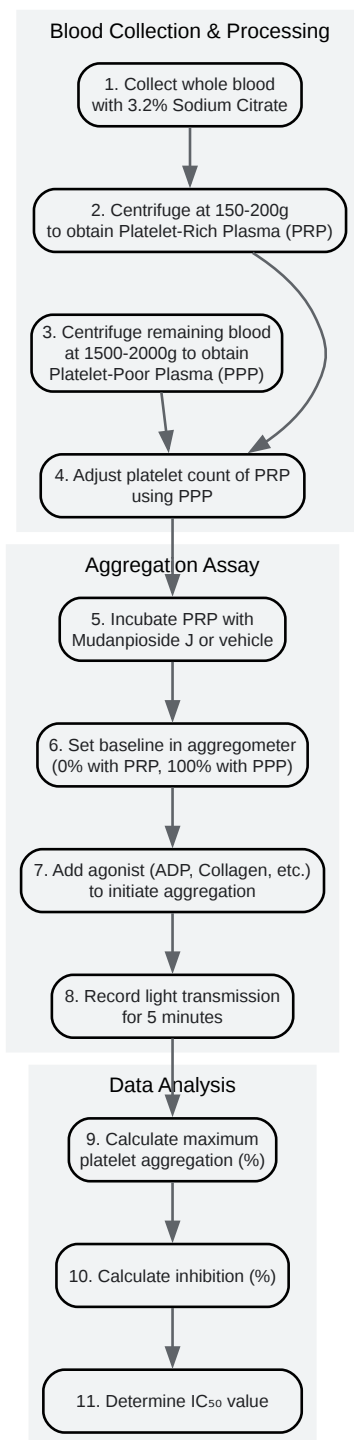 Blood Collection & Processing
1. Collect whole blood
with 3.2% Sodium Citrate
2. Centrifuge at 150-200g
to obtain Platelet-Rich Plasma (PRP)
3. Centrifuge remaining blood
at 1500-2000g to obtain
Platelet-Poor Plasma (PPP)
4. Adjust platelet count of PRP
using PPP
Aggregation Assay
5. Incubate PRP with
Mudanpioside J or vehicle
6. Set baseline in aggregometer
(0% with PRP, 100% with PPP)
7. Add agonist (ADP, Collagen, etc.)
to initiate aggregation
8. Record light transmission
for 5 minutes
Data Analysis
9. Calculate maximum
platelet aggregation (%)
10. Calculate inhibition (%)
11. Determine IC₅₀ value